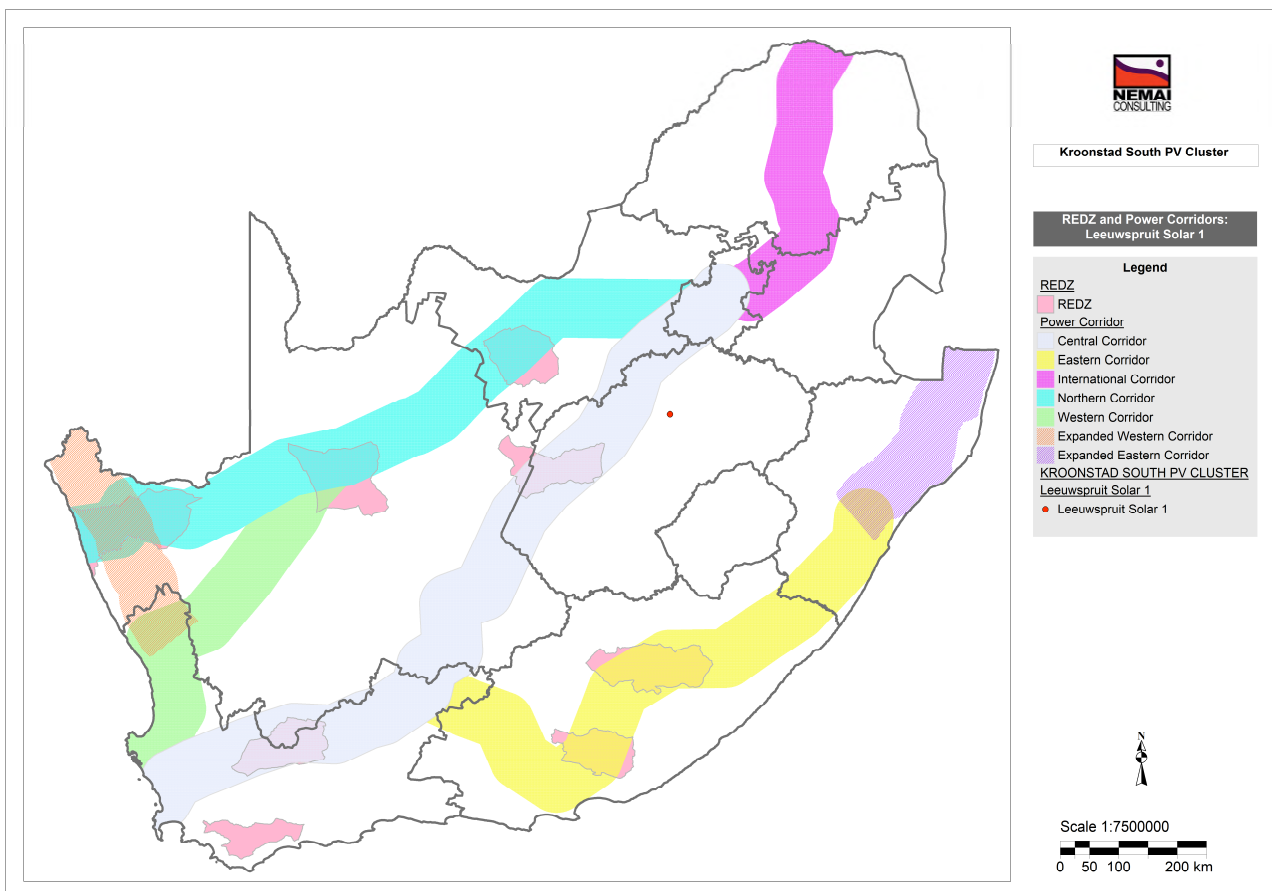 NEMAI
CONSULTING
Kroonstad South PV Cluster
REDZ and Power Corridors:
Leeuwspruit Solar 1
Legend
REDZ
REDZ
Power Corridor
Central Corridor
Eastern Corridor
International Corridor
Northern Corridor
Western Corridor
Expanded Western Corridor
Expanded Eastern Corridor
KROONSTAD SOUTH PV CLUSTER
Leeuwspruit Solar 1
Leeuwspruit Solar 1
N
Scale 1:7500000
0 50 100 200 km